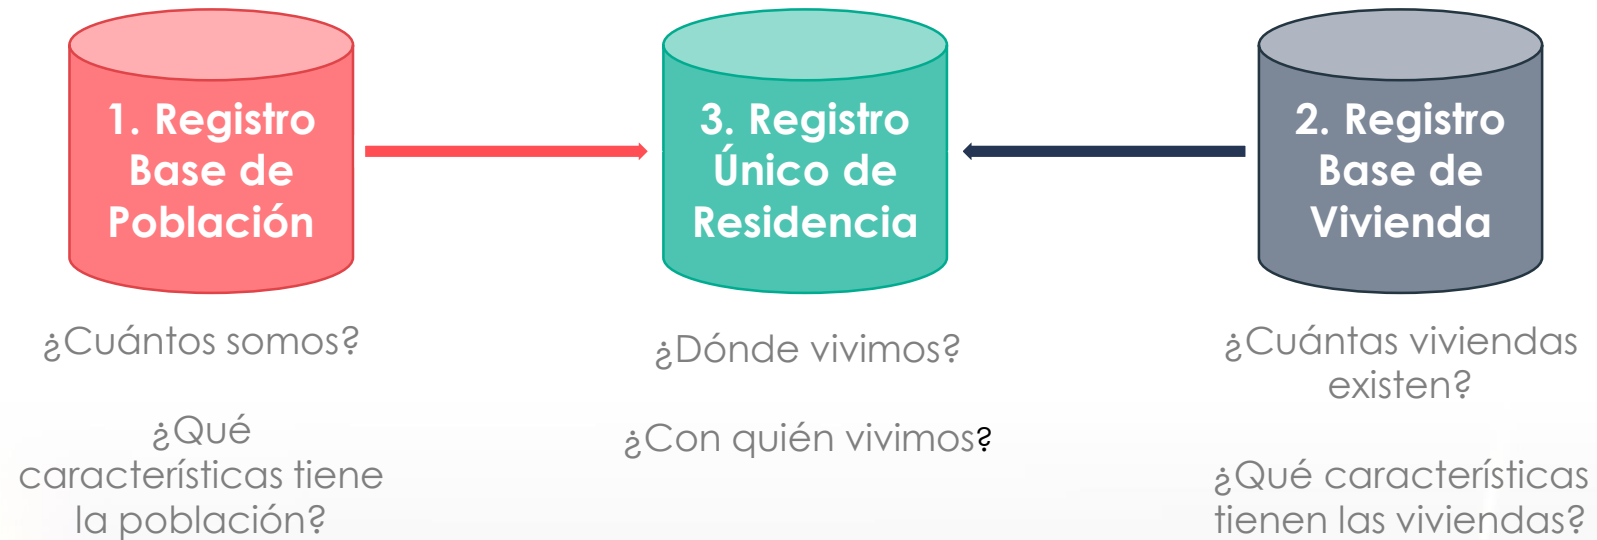 1. Registro
Base de
Población
3. Registro
Único de
Residencia
2. Registro
Base de
Vivienda
¿Cuántos somos?
¿Qué
características tiene
la población?
¿Dónde vivimos?
¿Con quién vivimos?
¿Cuántas viviendas
existen?
¿Qué características
tienen las viviendas?